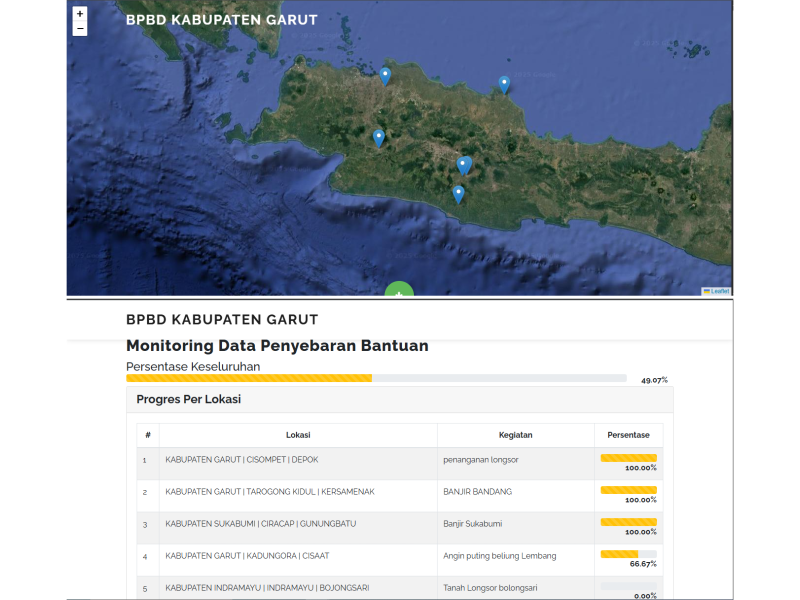 +
−
BPBD KABUPATEN GARUT
Leaflet
BPBD KABUPATEN GARUT
Monitoring Data Penyebaran Bantuan
Persentase Keseluruhan
49.07%
Progres Per Lokasi
# Lokasi Kegiatan Persentase
1 KABUPATEN GARUT | CISOMPET | DEPOK penanganan longsor 100.00%
2 KABUPATEN GARUT | TAROGONG KIDUL | KERSAMENAK BANJIR BANDANG 100.00%
3 KABUPATEN SUKABUMI | CIRACAP | GUNUNGBATU Banjir Sukabumi 100.00%
4 KABUPATEN GARUT | KADUNGORA | CISAAT Angin puting beliung Lembang 66.67%
5 KABUPATEN INDRAMAYU | INDRAMAYU | BOJONGSARI Tanah Longsor bolongsari 0.00%